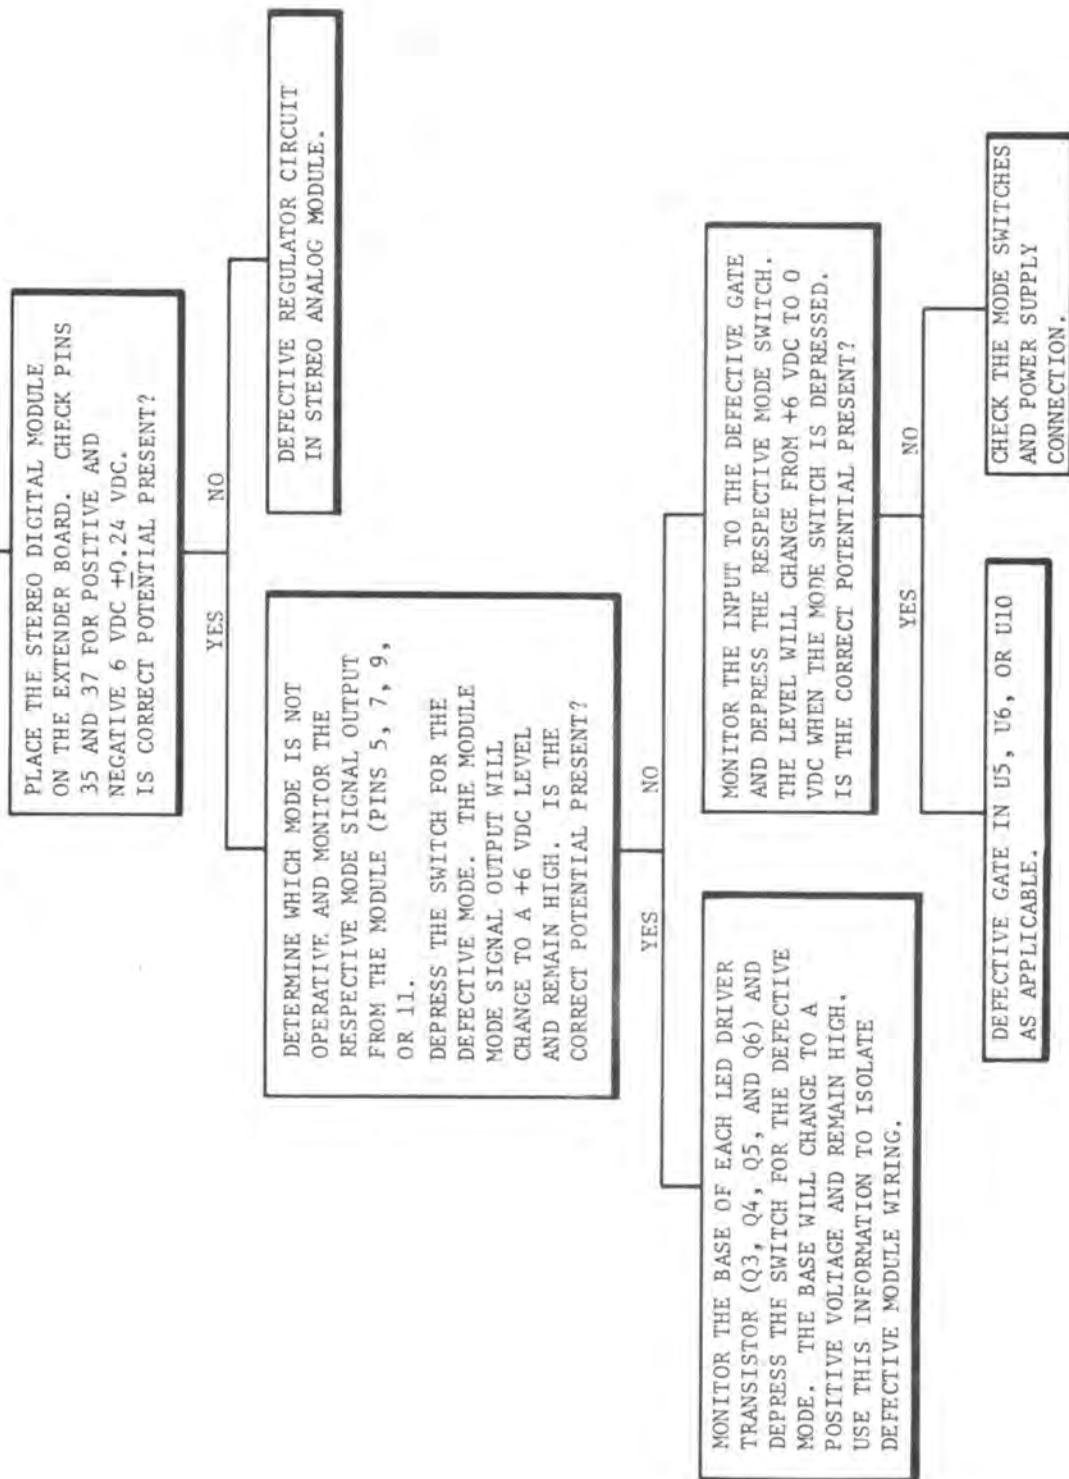 PLACE THE STEREO DIGITAL MODULE
ON THE EXTENDER BOARD. CHECK PINS
35 AND 37 FOR POSITIVE AND
NEGATIVE 6 VDC ±0.24 VDC.
IS CORRECT POTENTIAL PRESENT?
YES
NO
DETERMINE WHICH MODE IS NOT
OPERATIVE AND MONITOR THE
RESPECTIVE MODE SIGNAL OUTPUT
FROM THE MODULE (PINS 5, 7, 9,
OR 11.
DEPRESS THE SWITCH FOR THE
DEFECTIVE MODE. THE MODULE
MODE SIGNAL OUTPUT WILL
CHANGE TO A +6 VDC LEVEL
AND REMAIN HIGH. IS THE
CORRECT POTENTIAL PRESENT?
DEFECTIVE REGULATOR CIRCUIT
IN STEREO ANALOG MODULE.
YES
NO
MONITOR THE BASE OF EACH LED DRIVER
TRANSISTOR (Q3, Q4, Q5, AND Q6) AND
DEPRESS THE SWITCH FOR THE DEFECTIVE
MODE. THE BASE WILL CHANGE TO A
POSITIVE VOLTAGE AND REMAIN HIGH.
USE THIS INFORMATION TO ISOLATE
DEFECTIVE MODULE WIRING.
MONITOR THE INPUT TO THE DEFECTIVE GATE
AND DEPRESS THE RESPECTIVE MODE SWITCH.
THE LEVEL WILL CHANGE FROM +6 VDC TO 0
VDC WHEN THE MODE SWITCH IS DEPRESSED.
IS THE CORRECT POTENTIAL PRESENT?
YES
NO
DEFECTIVE GATE IN U5, U6, OR U10
AS APPLICABLE.
CHECK THE MODE SWITCHES
AND POWER SUPPLY
CONNECTION.